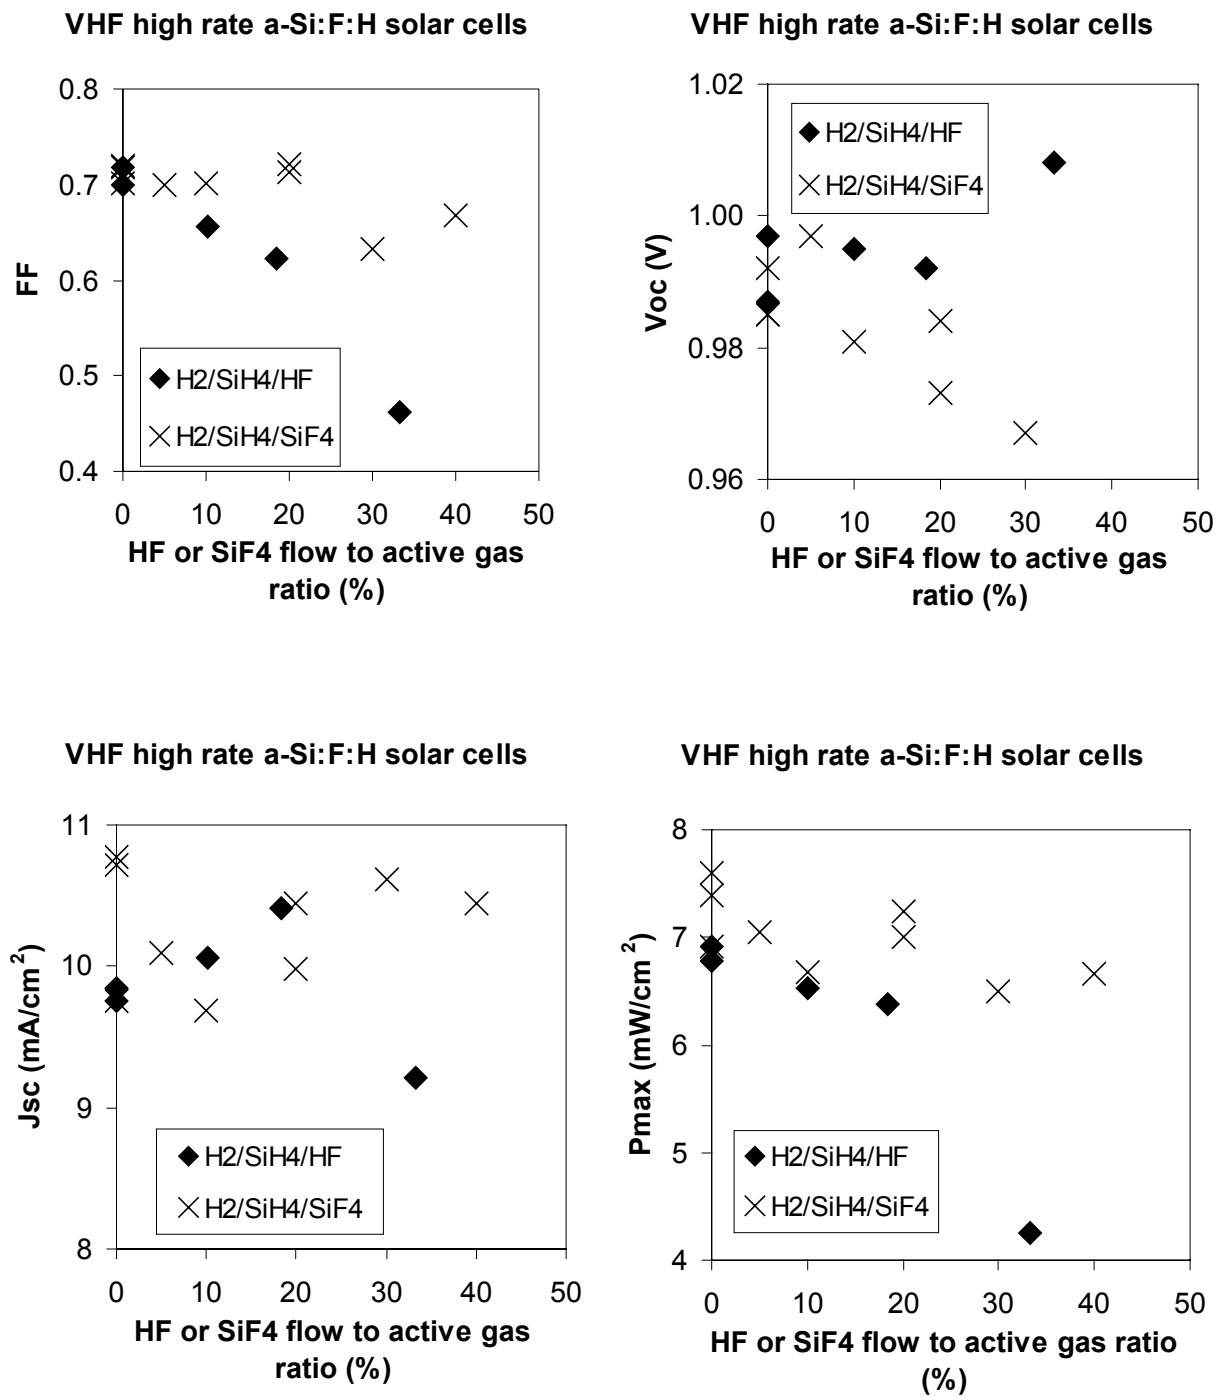 VHF high rate a-Si:F:H solar cells
0.8
0.7
0.6
0.5
0.4
FF
H2/SiH4/HF
H2/SiH4/SiF4
0 10 20 30 40 50
HF or SiF4 flow to active gas
ratio (%)
VHF high rate a-Si:F:H solar cells
1.02
1.00
0.98
0.96
Voc (V)
H2/SiH4/HF
H2/SiH4/SiF4
0 10 20 30 40 50
HF or SiF4 flow to active gas
ratio (%)
VHF high rate a-Si:F:H solar cells
11
10
9
8
Jsc (mA/cm²)
H2/SiH4/HF
H2/SiH4/SiF4
0 10 20 30 40 50
HF or SiF4 flow to active gas
ratio (%)
VHF high rate a-Si:F:H solar cells
8
7
6
5
4
Pmax (mW/cm²)
H2/SiH4/HF
H2/SiH4/SiF4
0 10 20 30 40 50
HF or SiF4 flow to active gas ratio
(%)